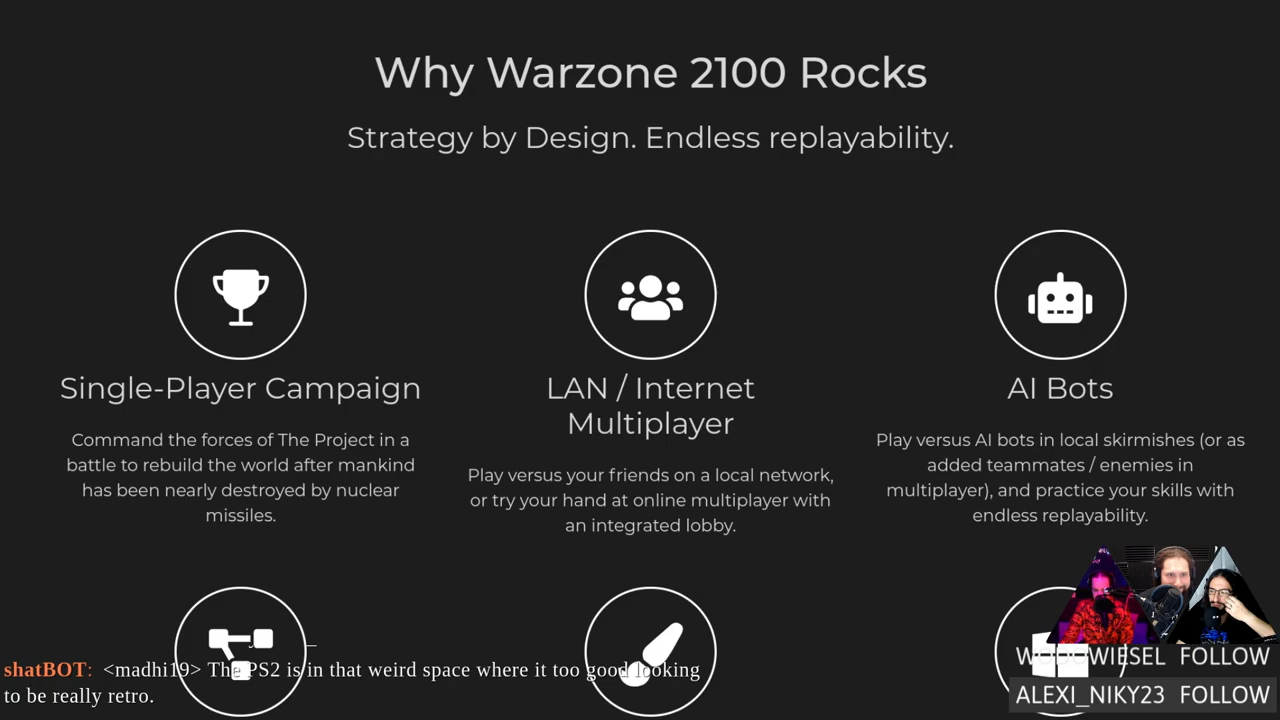 Why Warzone 2100 Rocks
Strategy by Design. Endless replayability.
Single-Player Campaign
Command the forces of The Project in a
battle to rebuild the world after mankind
has been nearly destroyed by nuclear
missiles.
LAN / Internet
Multiplayer
Play versus your friends on a local network,
or try your hand at online multiplayer with
an integrated lobby.
AI Bots
Play versus AI bots in local skirmishes (or as
added teammates / enemies in
multiplayer), and practice your skills with
endless replayability.
shatBOT: <madhi19> The PS2 is in that weird space where it too good looking
to be really retro.
WODOWIESEL FOLLOW
ALEXI_NIKY23 FOLLOW